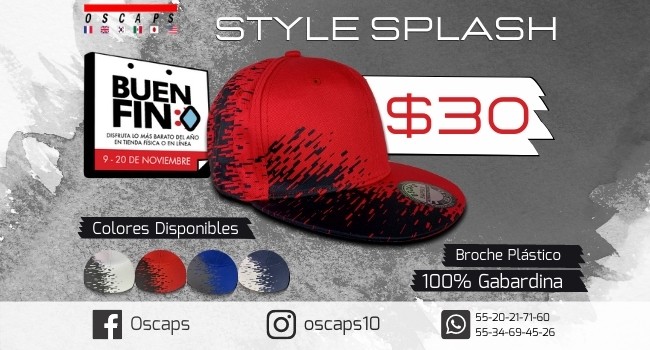 OSCAPS
STYLE SPLASH
BUEN
FIN
DISFRUTA LO MÁS BARATO DEL AÑO
EN TIENDA FÍSICA O EN LÍNEA
9 - 20 DE NOVIEMBRE
$30
Colores Disponibles
Broche Plástico
100% Gabardina
Oscaps
oscaps10
55-20-21-71-60
55-34-69-45-26